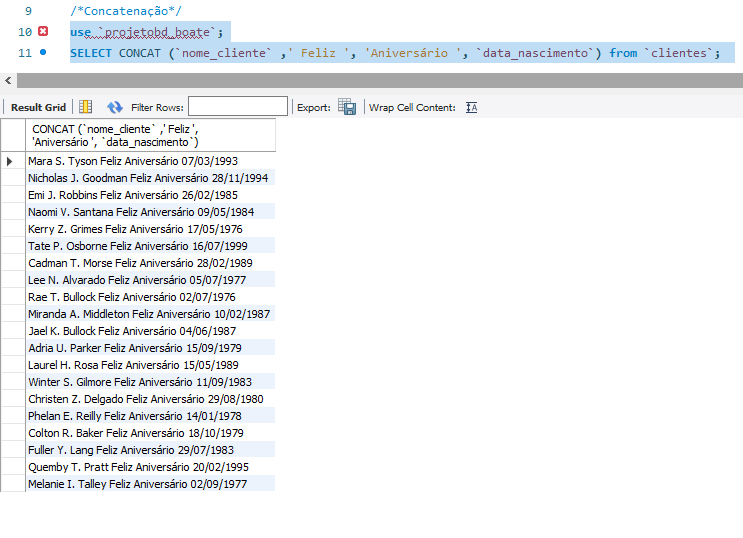 9 /*Concatenação*/
10 use `projetobd_boate`;
11 SELECT CONCAT (`nome_cliente` ,' Feliz ', 'Aniversário ', `data_nascimento`) from `clientes`;
Result Grid Filter Rows: Export: Wrap Cell Content:
CONCAT (`nome_cliente` ,' Feliz ',
'Aniversário ', `data_nascimento`)
Mara S. Tyson Feliz Aniversário 07/03/1993
Nicholas J. Goodman Feliz Aniversário 28/11/1994
Emi J. Robbins Feliz Aniversário 26/02/1985
Naomi V. Santana Feliz Aniversário 09/05/1984
Kerry Z. Grimes Feliz Aniversário 17/05/1976
Tate P. Osborne Feliz Aniversário 16/07/1999
Cadman T. Morse Feliz Aniversário 28/02/1989
Lee N. Alvarado Feliz Aniversário 05/07/1977
Rae T. Bullock Feliz Aniversário 02/07/1976
Miranda A. Middleton Feliz Aniversário 10/02/1987
Jael K. Bullock Feliz Aniversário 04/06/1987
Adria U. Parker Feliz Aniversário 15/09/1979
Laurel H. Rosa Feliz Aniversário 15/05/1989
Winter S. Gilmore Feliz Aniversário 11/09/1983
Christen Z. Delgado Feliz Aniversário 29/08/1980
Phelan E. Reilly Feliz Aniversário 14/01/1978
Colton R. Baker Feliz Aniversário 18/10/1979
Fuller Y. Lang Feliz Aniversário 29/07/1983
Quemby T. Pratt Feliz Aniversário 20/02/1995
Melanie I. Talley Feliz Aniversário 02/09/1977